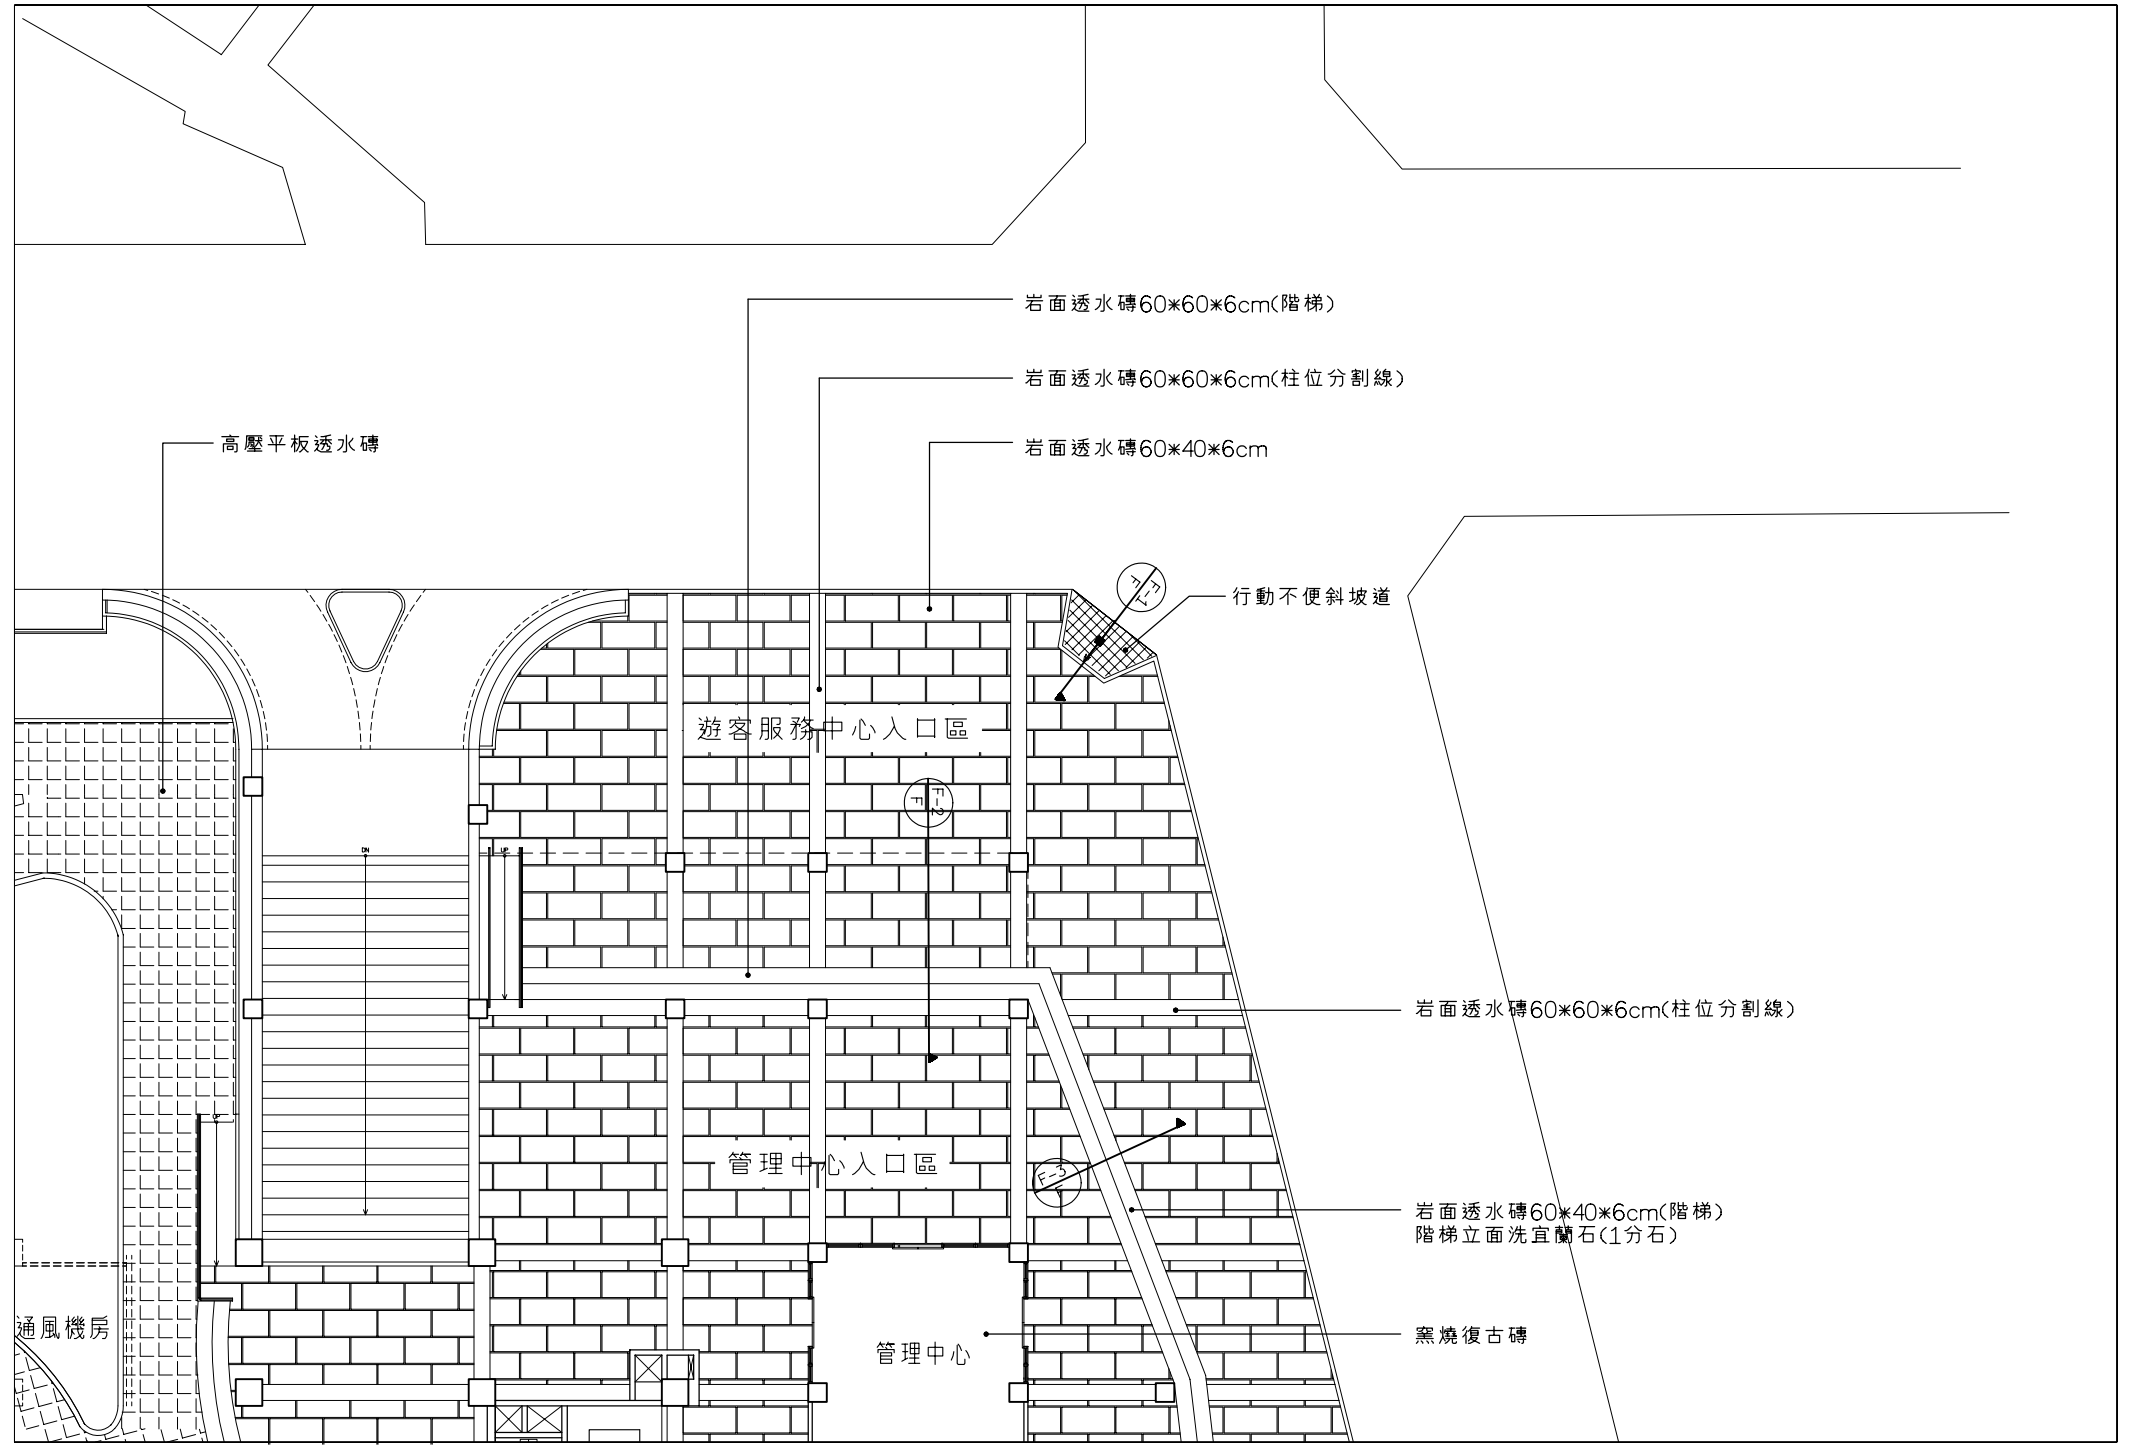 岩面透水磚60*60*6cm(階梯)
岩面透水磚60*60*6cm(柱位分割線)
高壓平板透水磚
岩面透水磚60*40*6cm
F-1
F
行動不便斜坡道
遊客服務中心入口區
F-2
F
DN
UP
岩面透水磚60*60*6cm(柱位分割線)
UP
管理中心入口區
F-3
F
岩面透水磚60*40*6cm(階梯)
階梯立面洗宜蘭石(1分石)
通風機房
窯燒復古磚
管理中心